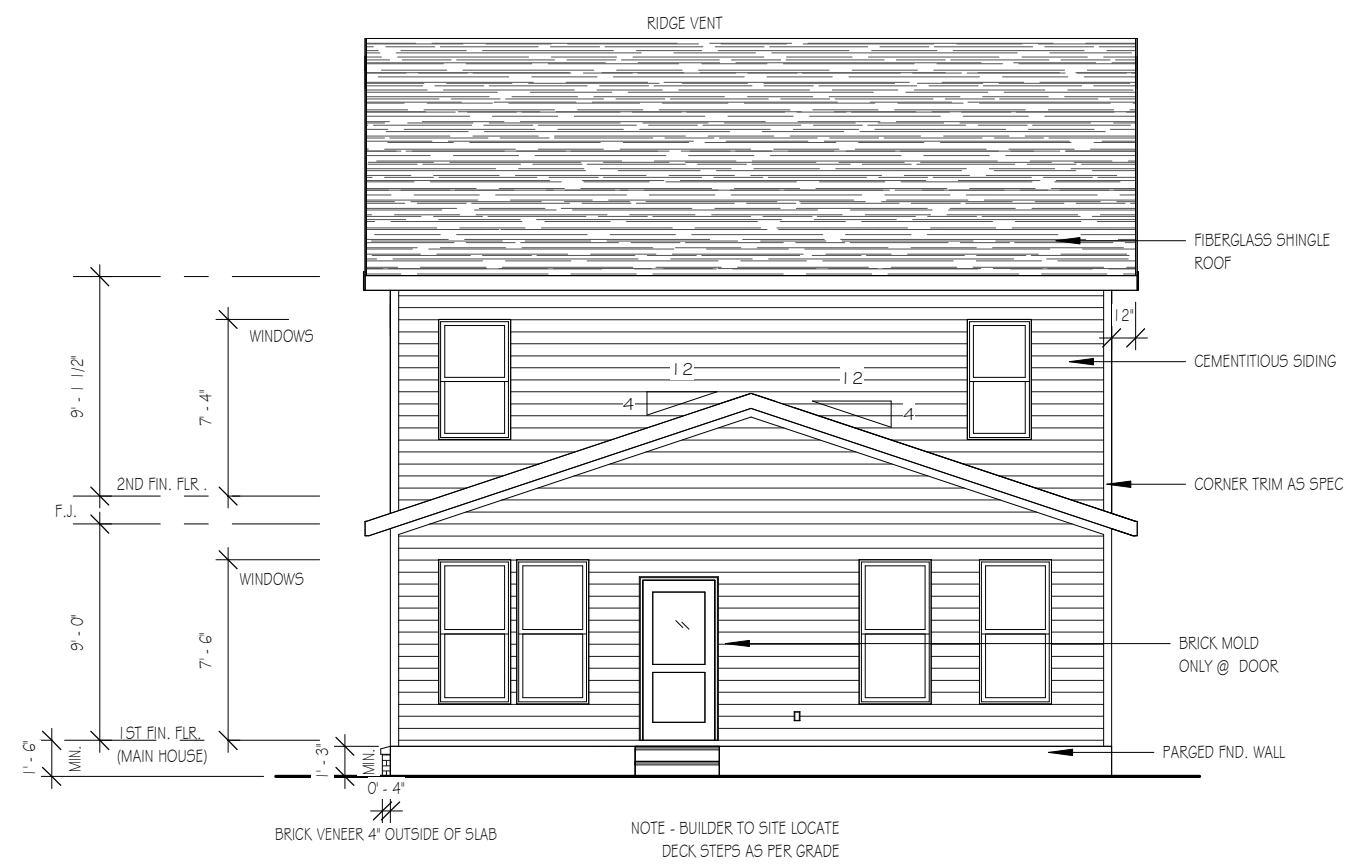 RIDGE VENT
FIBERGLASS SHINGLE
ROOF
12"
WINDOWS
CEMENTITIOUS SIDING
9' - 1 1/2"
7' - 4"
12
12
4
4
2ND FIN. FLR .
CORNER TRIM AS SPEC
F.J.
WINDOWS
9' - 0"
7' - 6"
BRICK MOLD
ONLY @ DOOR
1ST FIN. FLR.
(MAIN HOUSE)
1' - 6"
MIN.
1' - 3"
MIN.
PARGED FND. WALL
0' - 4"
BRICK VENEER 4" OUTSIDE OF SLAB
NOTE - BUILDER TO SITE LOCATE
DECK STEPS AS PER GRADE